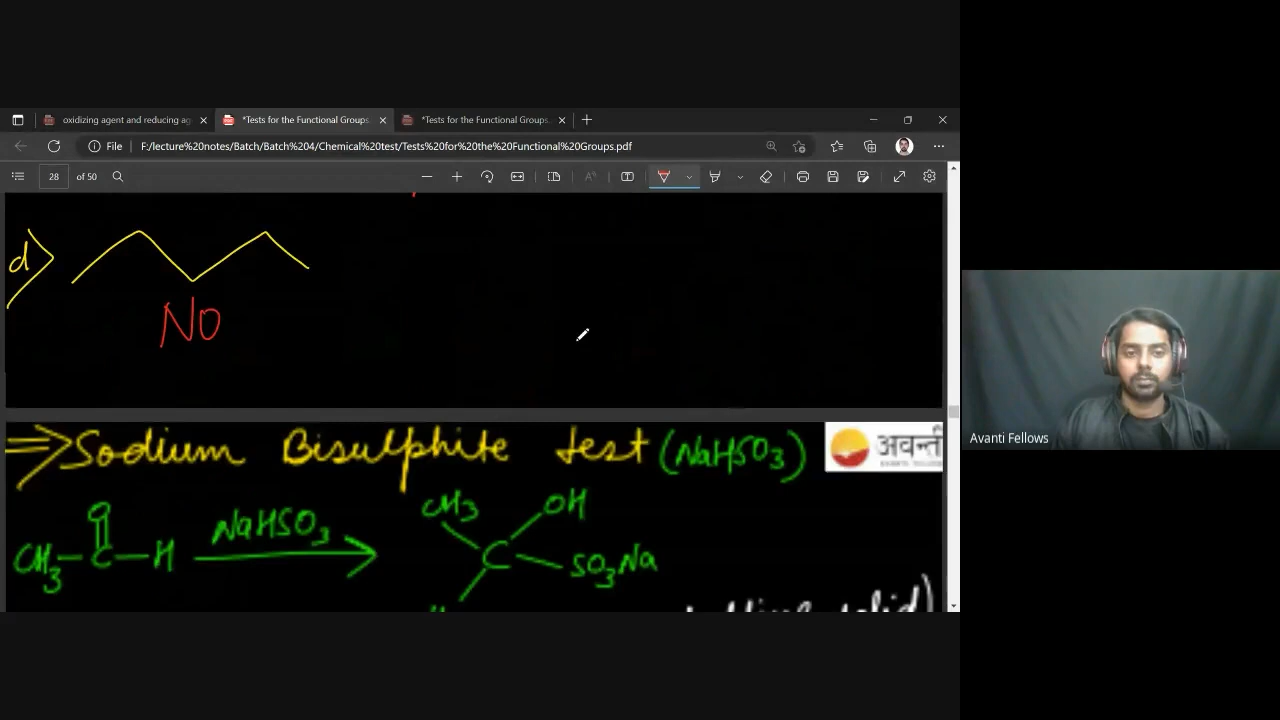 oxidizing agent and reducing ag
*Tests for the Functional Groups.
*Tests for the Functional Groups.
File
F:/lecture%20notes/Batch/Batch%204/Chemical%20test/Tests%20for%20the%20Functional%20Groups.pdf
28 of 50
d
NO
Sodium Bisulphite test (NaHSO3)
अवन्ती
O
CH3 - C - H NaHSO3
CH3 OH
C
SO3Na
H
solid)
Avanti Fellows